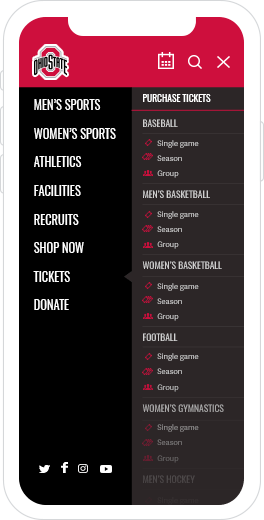 OHIO STATE
MEN'S SPORTS
WOMEN'S SPORTS
ATHLETICS
FACILITIES
RECRUITS
SHOP NOW
TICKETS
DONATE
PURCHASE TICKETS
BASEBALL
Single game
Season
Group
MEN'S BASKETBALL
Single game
Season
Group
WOMEN'S BASKETBALL
Single game
Season
Group
FOOTBALL
Single game
Season
Group
WOMEN'S GYMNASTICS
Single game
Season
Group
MEN'S HOCKEY
Single game